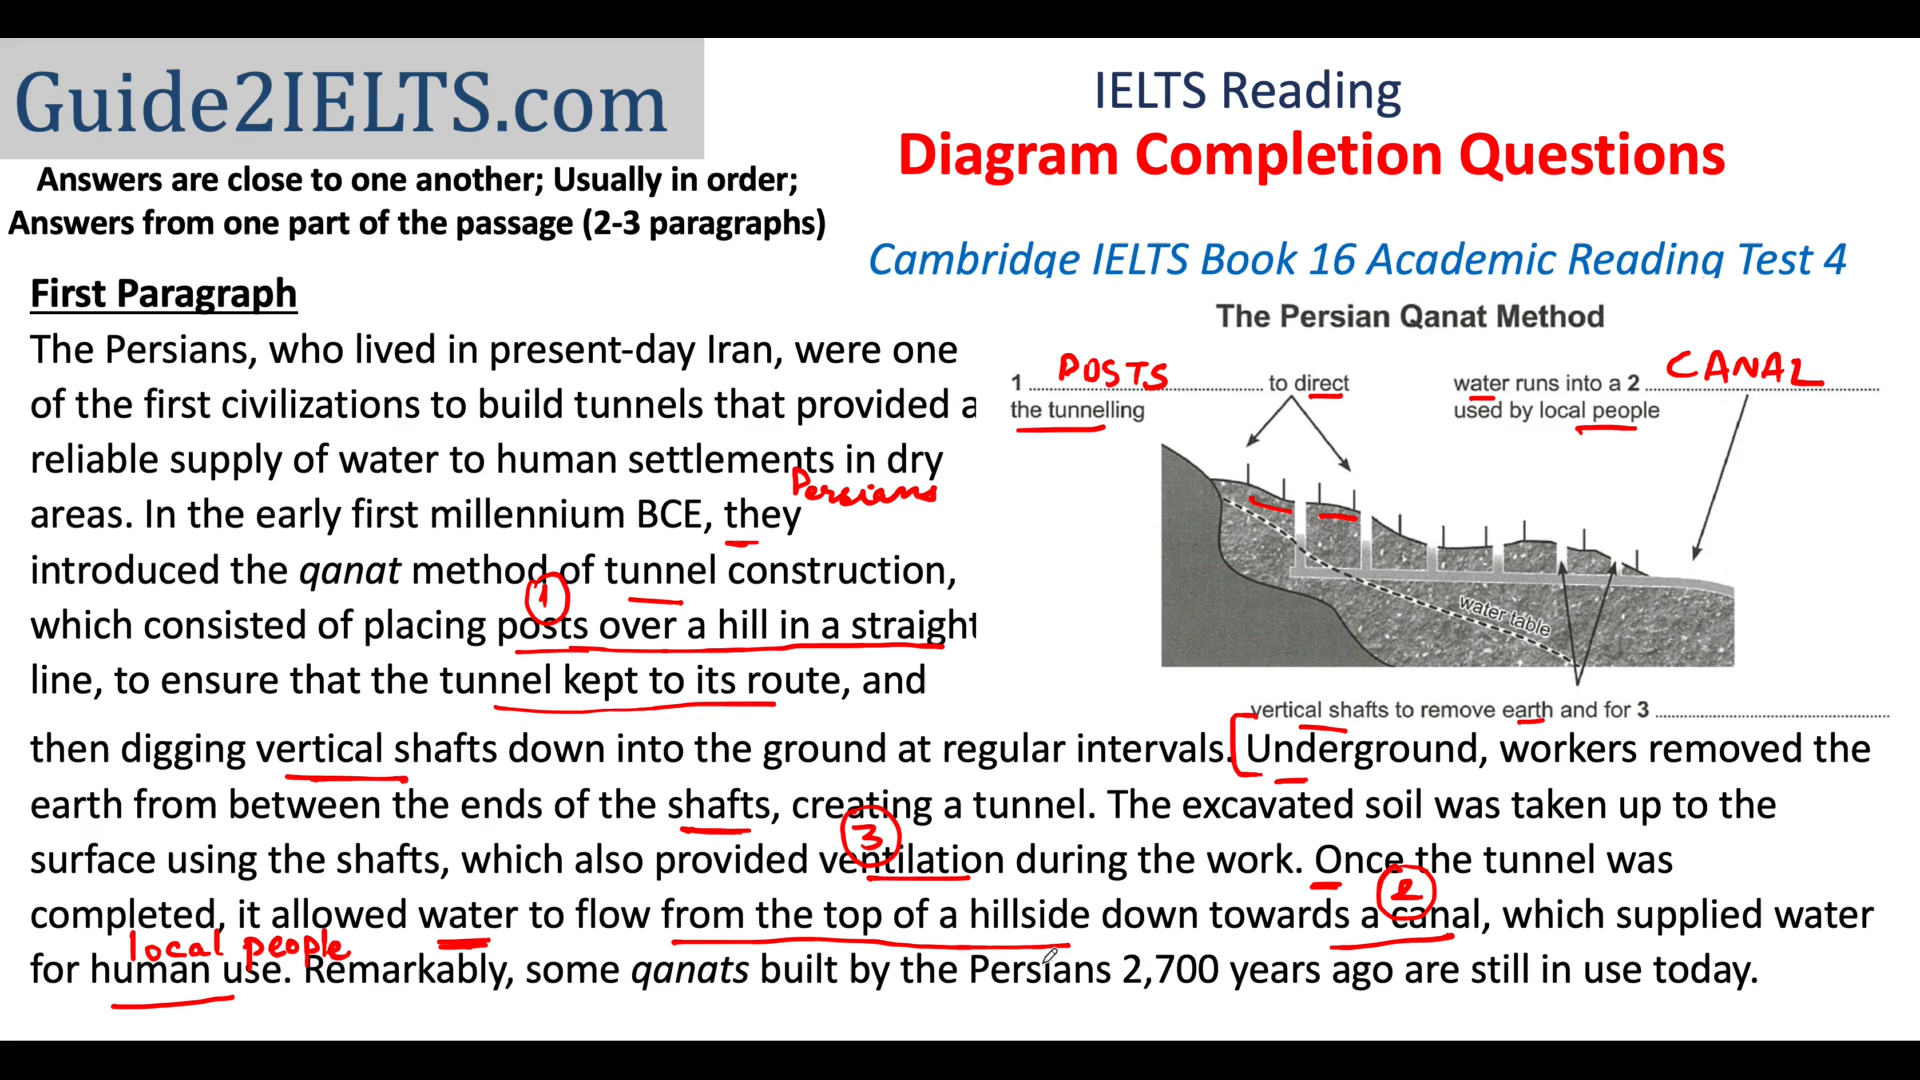 Guide2IELTS.com
Answers are close to one another; Usually in order;
Answers from one part of the passage (2-3 paragraphs)
IELTS Reading
Diagram Completion Questions
Cambridge IELTS Book 16 Academic Reading Test 4
First Paragraph
The Persians, who lived in present-day Iran, were one
of the first civilizations to build tunnels that provided a
reliable supply of water to human settlements in dry
Persians
areas. In the early first millennium BCE, they
introduced the qanat method of tunnel construction,
1
which consisted of placing posts over a hill in a straight
line, to ensure that the tunnel kept to its route, and
The Persian Qanat Method
1 POSTS to direct
the tunnelling
water runs into a 2 CANAL
used by local people
water table
vertical shafts to remove earth and for 3
then digging vertical shafts down into the ground at regular intervals. Underground, workers removed the
earth from between the ends of the shafts, creating a tunnel. The excavated soil was taken up to the
3
surface using the shafts, which also provided ventilation during the work. Once the tunnel was
2
completed, it allowed water to flow from the top of a hillside down towards a canal, which supplied water
local people
for human use. Remarkably, some qanats built by the Persians 2,700 years ago are still in use today.